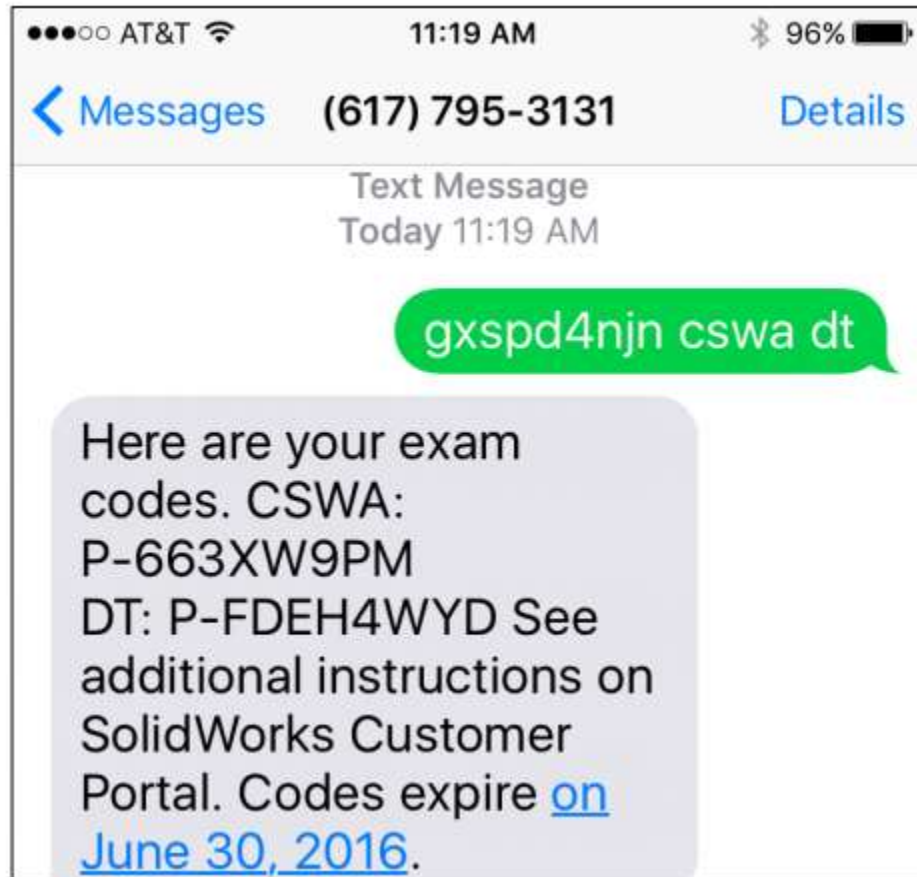 AT&T 11:19 AM 96%
Messages (617) 795-3131 Details
Text Message
Today 11:19 AM
gxspd4njn cswa dt
Here are your exam
codes. CSWA:
P-663XW9PM
DT: P-FDEH4WYD See
additional instructions on
SolidWorks Customer
Portal. Codes expire on
June 30, 2016.